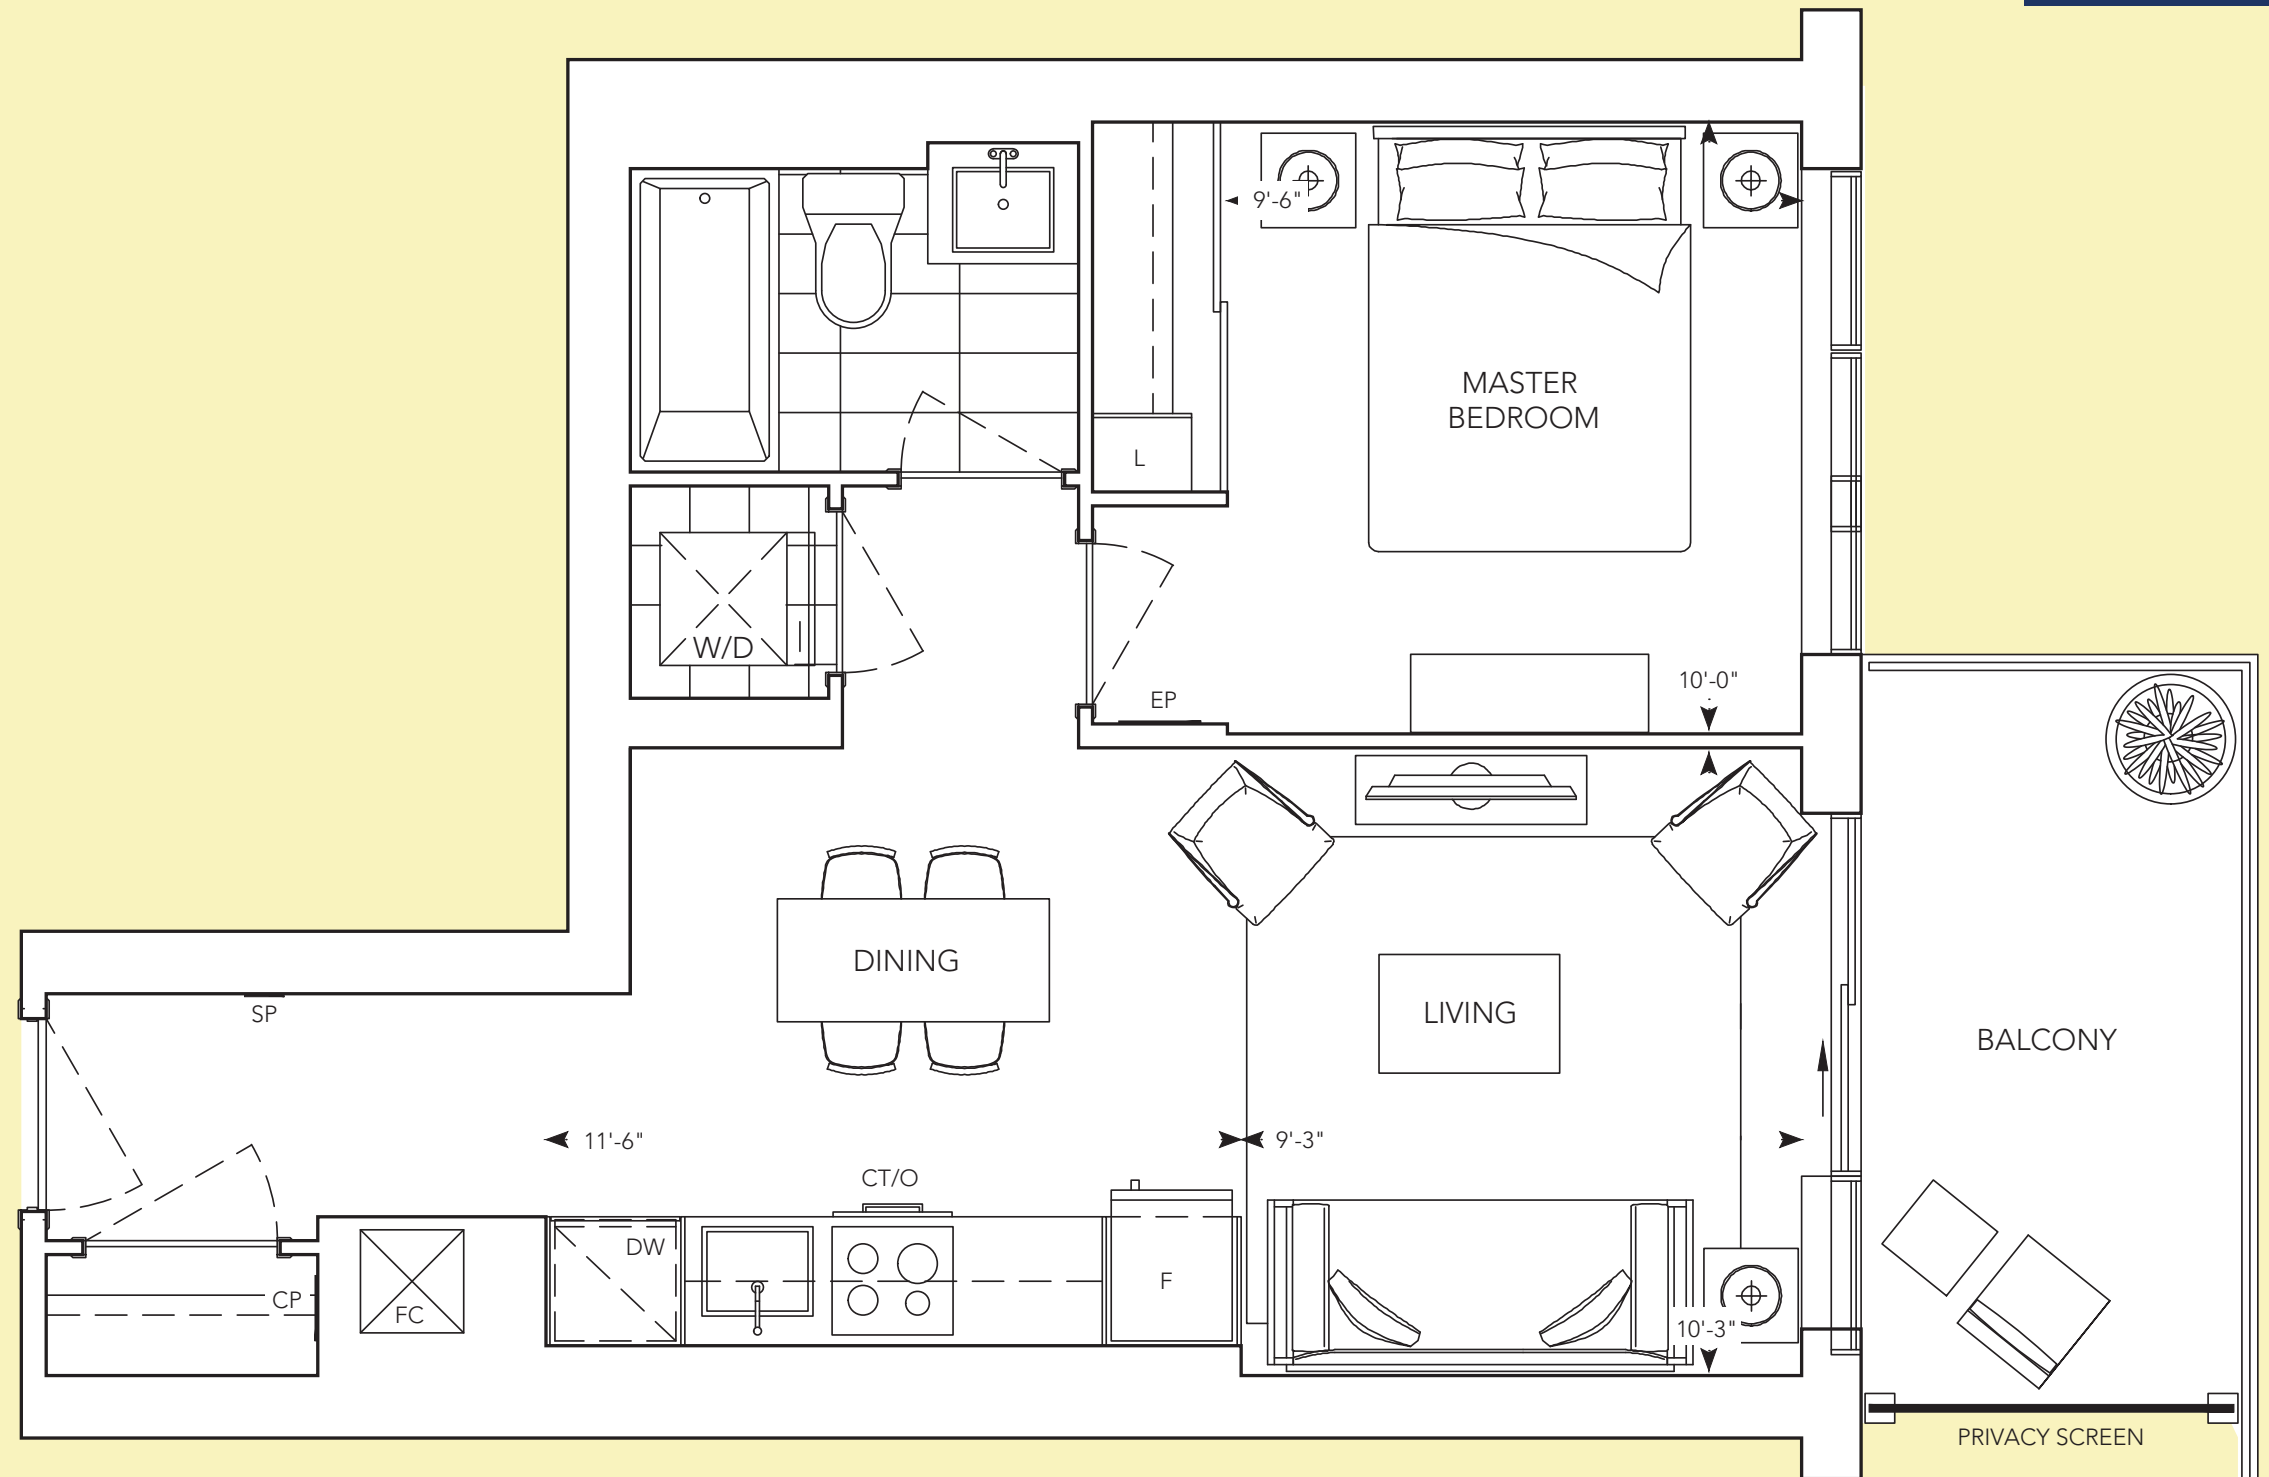 9'-6"
MASTER
BEDROOM
L
W/D
EP
10'-0"
DINING
LIVING
SP
BALCONY
11'-6"
9'-3"
CT/O
DW
F
CP
FC
10'-3"
PRIVACY SCREEN